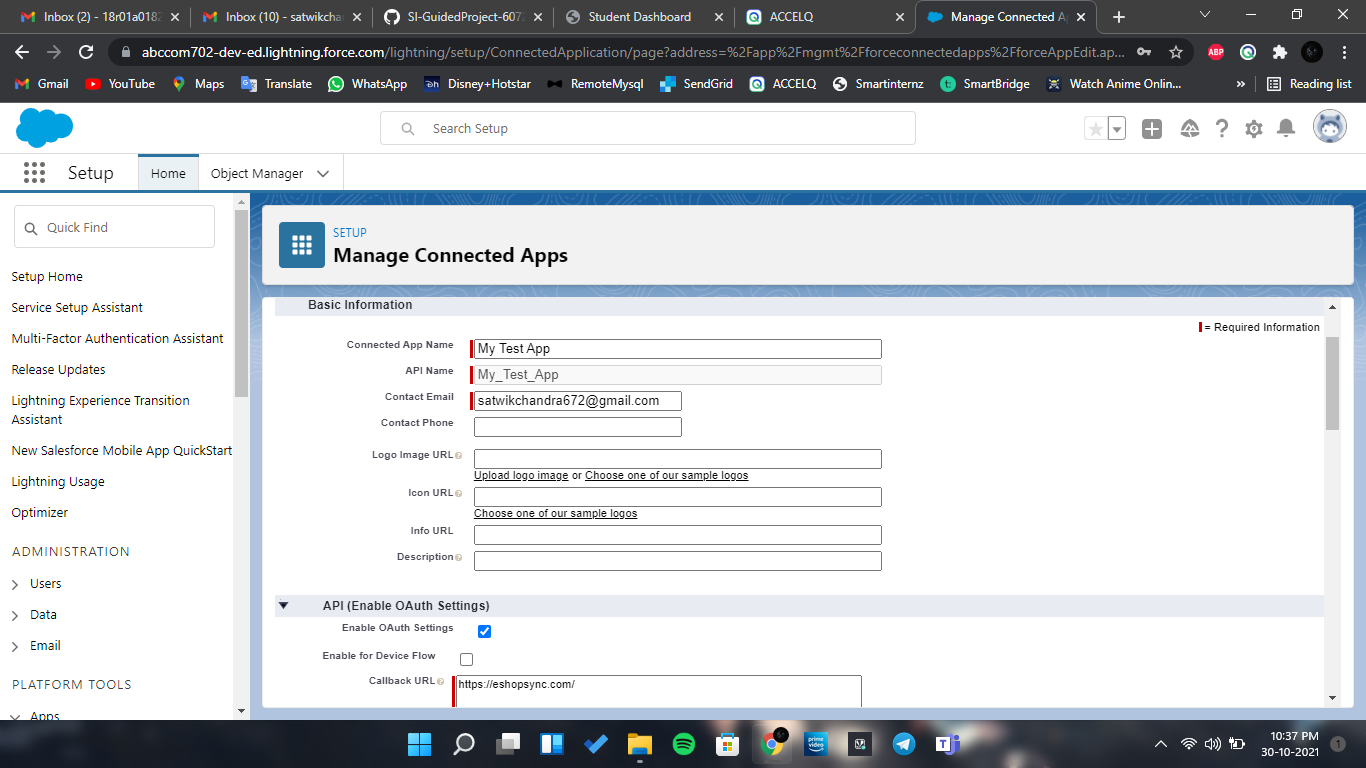 Inbox (2) - 18r01a0182
Inbox (10) - satwikcha
SI-GuidedProject-6072
Student Dashboard
ACCELQ
Manage Connected A
abccom702-dev-ed.lightning.force.com/lightning/setup/ConnectedApplication/page?address=%2Fapp%2Fmgmt%2Fforceconnectedapps%2FforceAppEdit.ap...
ABP
Gmail
YouTube
Maps
Translate
WhatsApp
Disney+Hotstar
RemoteMysql
SendGrid
ACCELQ
Smartinternz
SmartBridge
Watch Anime Online...
»
Reading list
Search Setup
Setup
Home
Object Manager
Quick Find
Setup Home
Service Setup Assistant
Multi-Factor Authentication Assistant
Release Updates
Lightning Experience Transition
Assistant
New Salesforce Mobile App QuickStart
Lightning Usage
Optimizer
ADMINISTRATION
Users
Data
Email
PLATFORM TOOLS
Apps
SETUP
Manage Connected Apps
Basic Information
= Required Information
Connected App Name My Test App
API Name My_Test_App
Contact Email satwikchandra672@gmail.com
Contact Phone
Logo Image URL
Upload logo image or Choose one of our sample logos
Icon URL
Choose one of our sample logos
Info URL
Description
API (Enable OAuth Settings)
Enable OAuth Settings
Enable for Device Flow
Callback URL https://eshopsync.com/
prime video
10:37 PM
30-10-2021
1